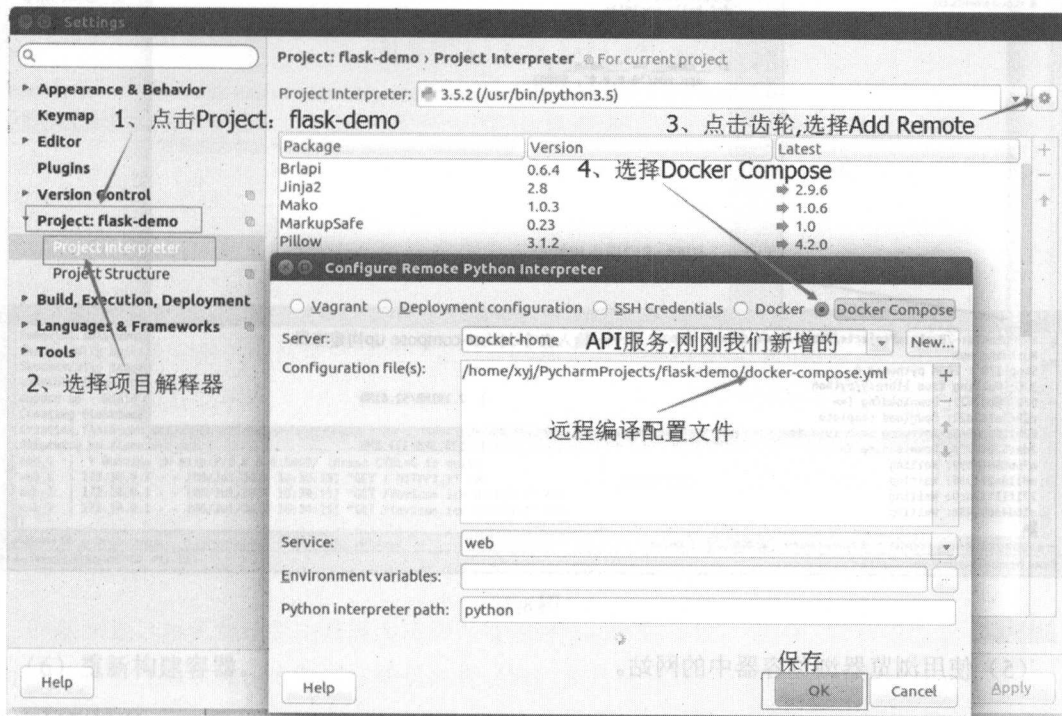 Settings
Project: flask-demo › Project Interpreter For current project
Appearance & Behavior
Project Interpreter: 3.5.2 (/usr/bin/python3.5)
Keymap
1、点击Project：flask-demo
3、点击齿轮,选择Add Remote
Editor
Package Version Latest
Plugins
Brlapi 0.6.4
4、选择Docker Compose
Jinja2 2.8 2.9.6
Version Control
Mako 1.0.3 1.0.6
Project: flask-demo
MarkupSafe 0.23 1.0
Project Interpreter
Pillow 3.1.2 4.2.0
Project Structure
Configure Remote Python Interpreter
Build, Execution, Deployment
Vagrant Deployment configuration SSH Credentials Docker Docker Compose
Languages & Frameworks
Server: Docker-home API服务,刚刚我们新增的 New...
Tools
Configuration file(s): /home/xyj/PycharmProjects/flask-demo/docker-compose.yml
2、选择项目解释器
远程编译配置文件
Service: web
Environment variables:
Python interpreter path: python
保存
Help
Help
OK
Cancel
Apply